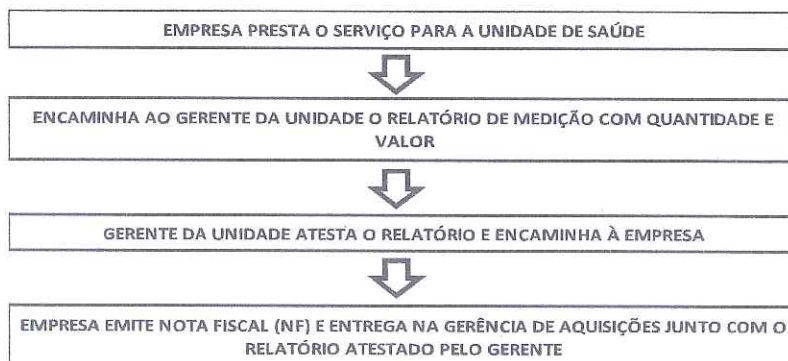 EMPRESA PRESTA O SERVIÇO PARA A UNIDADE DE SAÚDE
ENCAMINHA AO GERENTE DA UNIDADE O RELATÓRIO DE MEDIÇÃO COM QUANTIDADE E
VALOR
GERENTE DA UNIDADE ATESTA O RELATÓRIO E ENCAMINHA À EMPRESA
EMPRESA EMITE NOTA FISCAL (NF) E ENTREGA NA GERÊNCIA DE AQUISIÇÕES JUNTO COM O
RELATÓRIO ATESTADO PELO GERENTE